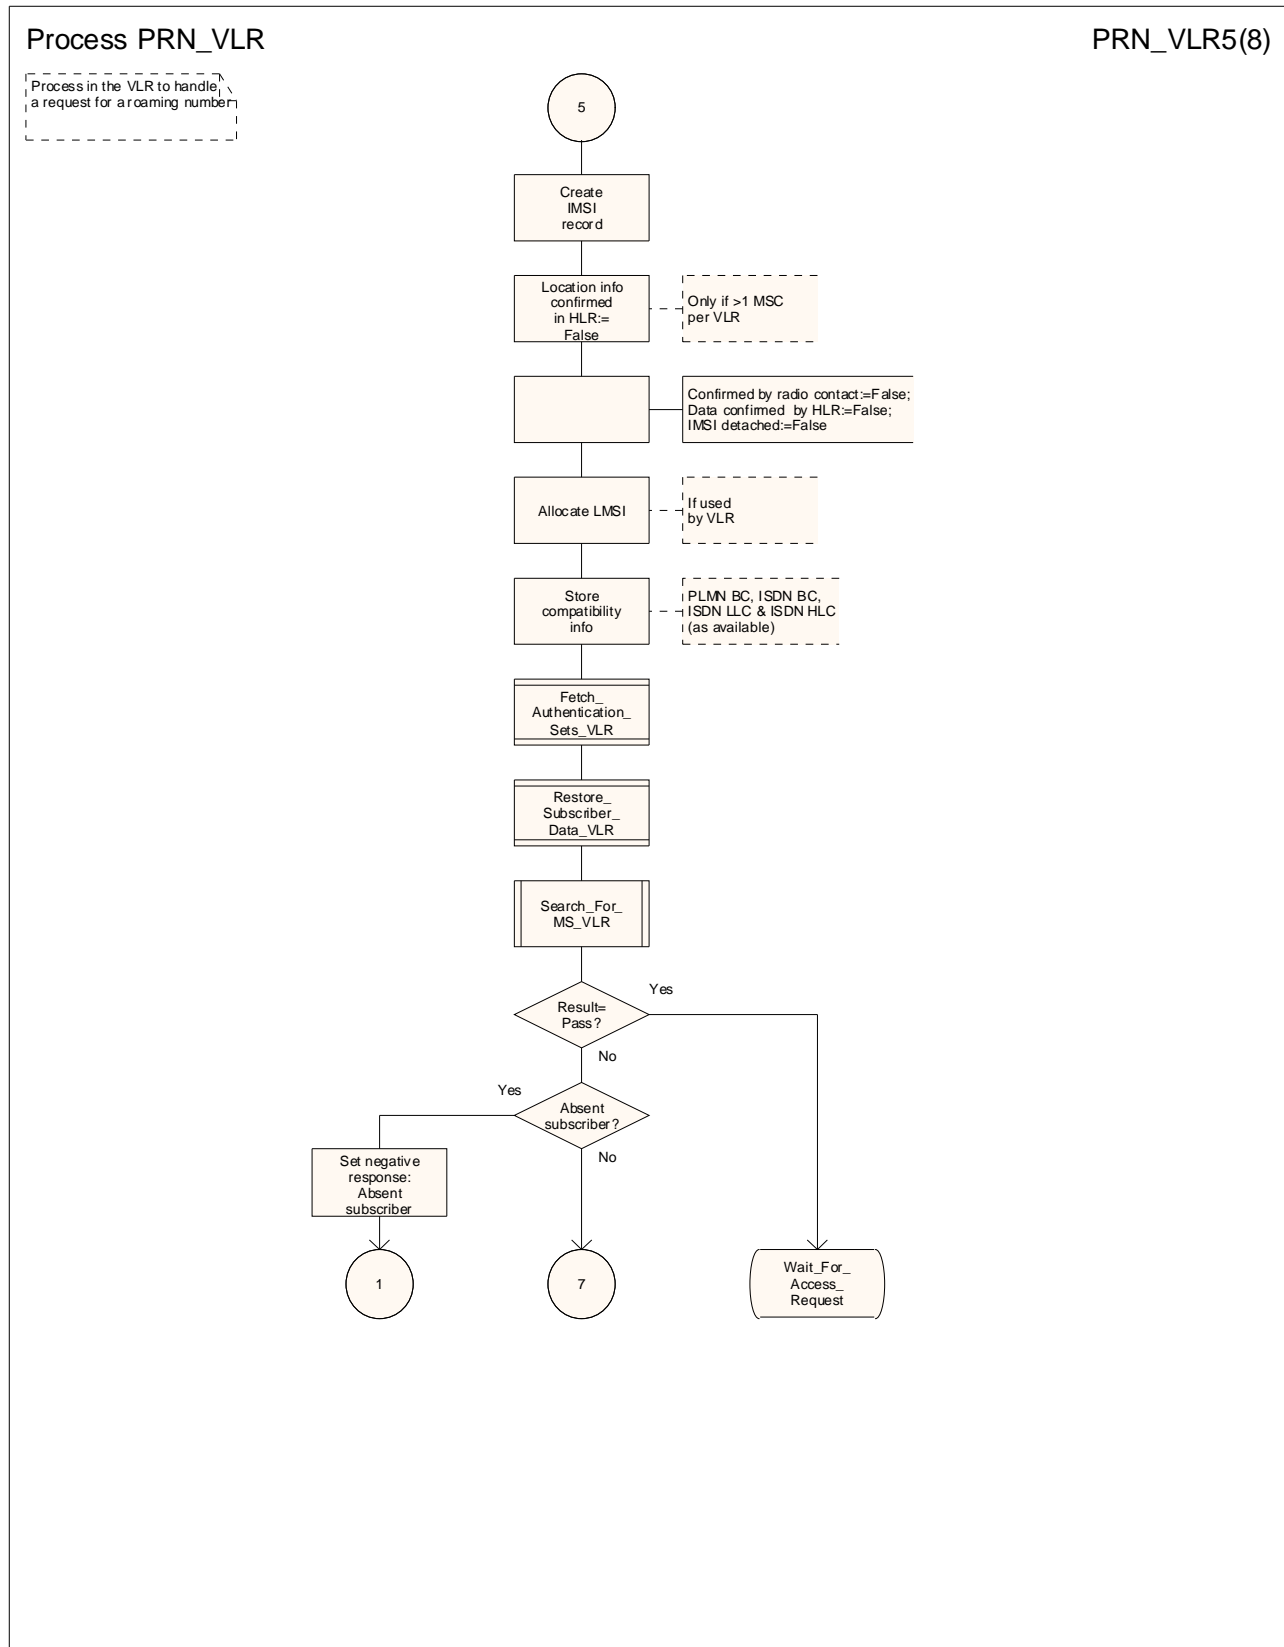 Process PRN_VLR
PRN_VLR5(8)
Process in the VLR to handle
a request for a roaming number
5
Create
IMSI
record
Location info
confirmed
in HLR:=
False
Only if >1 MSC
per VLR
Confirmed by radio contact:=False;
Data confirmed by HLR:=False;
IMSI detached:=False
Allocate LMSI
If used
by VLR
Store
compatibility
info
PLMN BC, ISDN BC,
ISDN LLC & ISDN HLC
(as available)
Fetch_
Authentication_
Sets_VLR
Restore_
Subscriber_
Data_VLR
Search_For_
MS_VLR
Result=
Pass?
Yes
No
Yes
Absent
subscriber?
No
Set negative
response:
Absent
subscriber
1
7
Wait_For_
Access_
Request